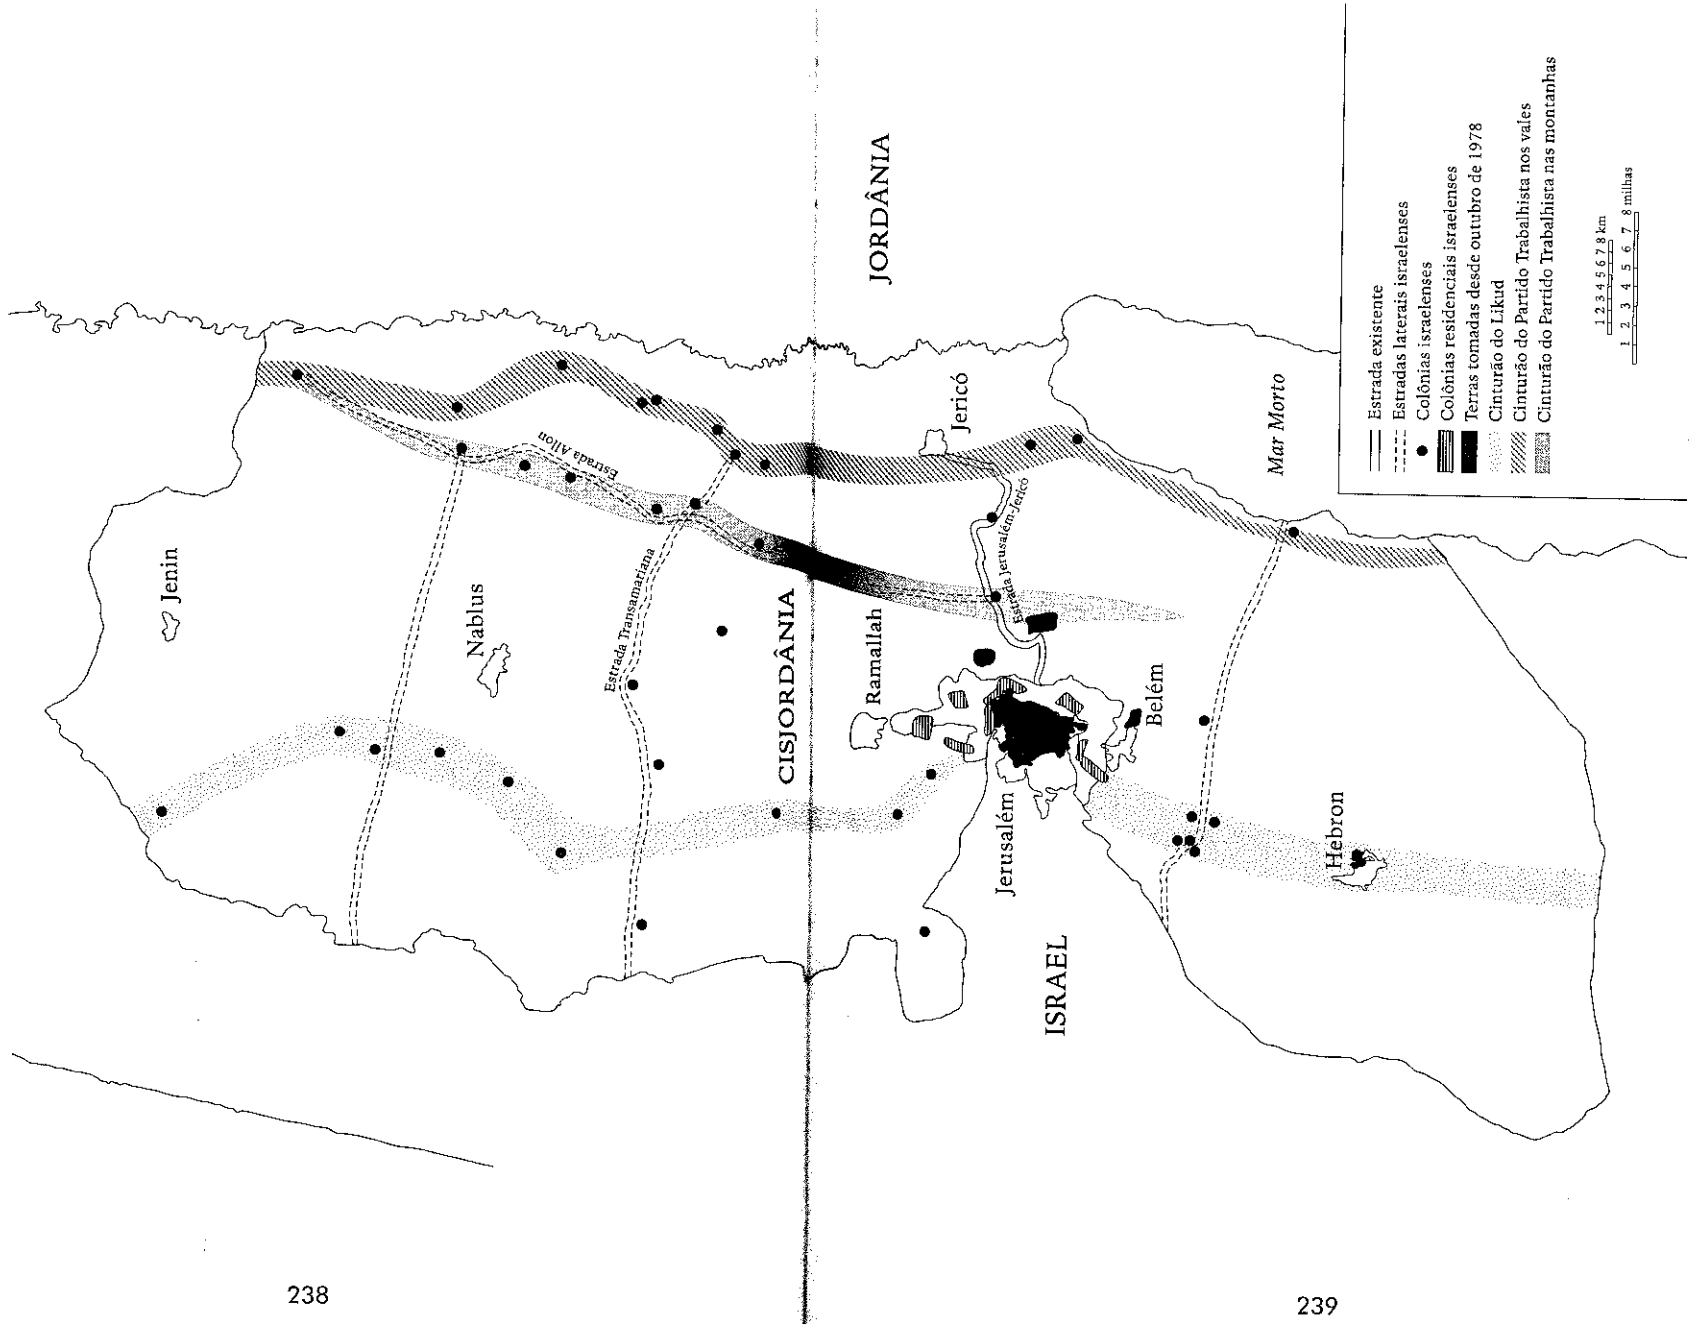 JORDÂNIA
Jenin
Nablus
Estrada Allon
Estrada Transamariana
CISJORDÂNIA
Ramallah
Jericó
Estrada Jerusalém-Jericó
Mar Morto
Jerusalém
Belém
Hebron
ISRAEL
Estrada existente
Estradas laterais israelenses
Colônias israelenses
Colônias residenciais israelenses
Terras tomadas desde outubro de 1978
Cinturão do Likud
Cinturão do Partido Trabalhista nos vales
Cinturão do Partido Trabalhista nas montanhas
1 2 3 4 5 6 7 8 km
1 2 3 4 5 6 7 8 milhas
238
239